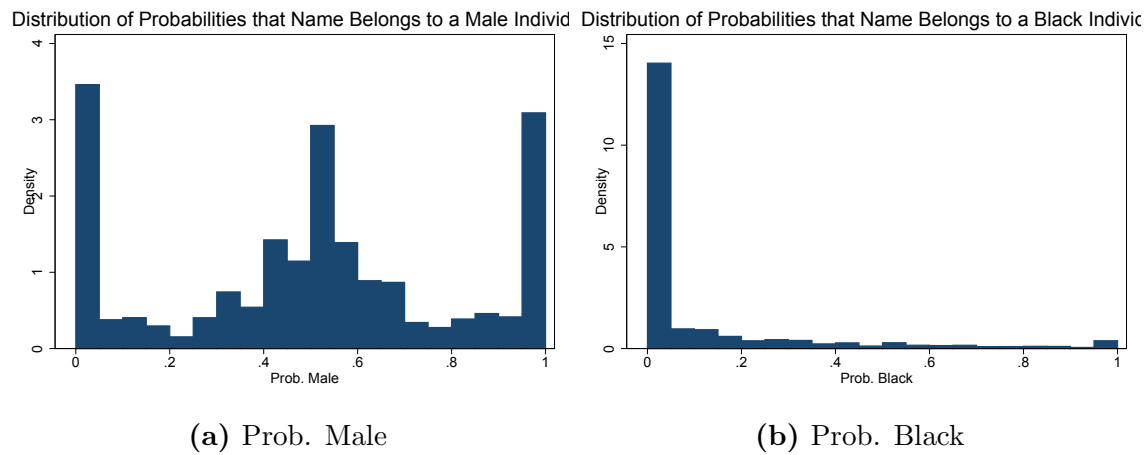 Distribution of Probabilities that Name Belongs to a Male Individ
Density
4
3
2
1
0
0 .2 .4 .6 .8 1
Prob. Male
(a) Prob. Male
Distribution of Probabilities that Name Belongs to a Black Individ
Density
15
10
5
0
0 .2 .4 .6 .8 1
Prob. Black
(b) Prob. Black